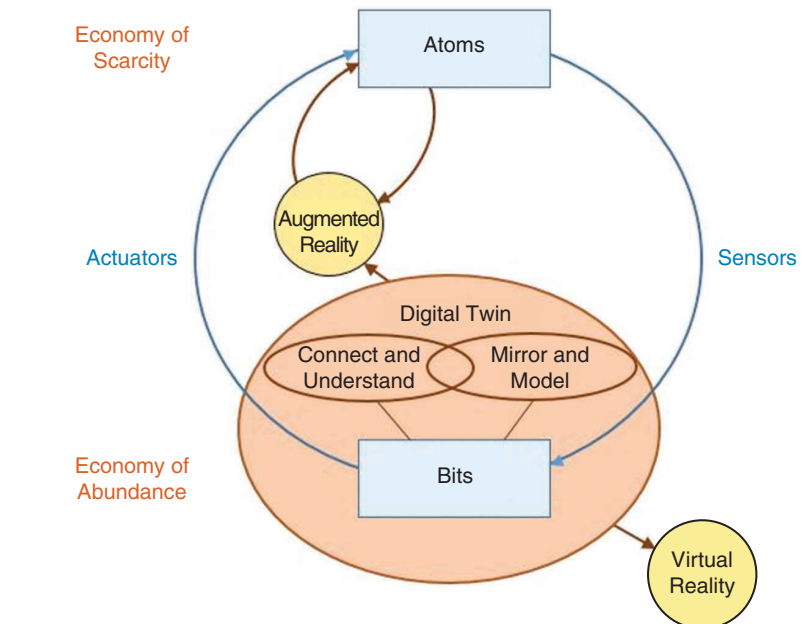 Economy of
Scarcity
Atoms
Augmented
Reality
Actuators
Sensors
Digital Twin
Connect and
Understand
Mirror and
Model
Economy of
Abundance
Bits
Virtual
Reality